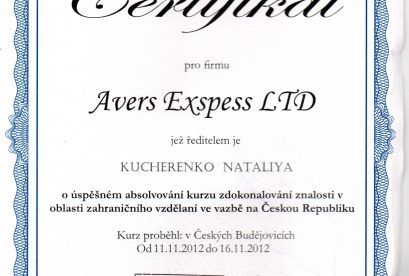 Certifikát
pro firmu
Avers Exspess LTD
jež ředitelem je
KUCHERENKO NATALIYA
o úspěšném absolvování kurzu zdokonalování znalosti v
oblasti zahraničního vzdělaní ve vazbě na Českou Republiku
Kurz proběhl: v Českých Budějovicích
Od 11.11.2012 do 16.11.2012